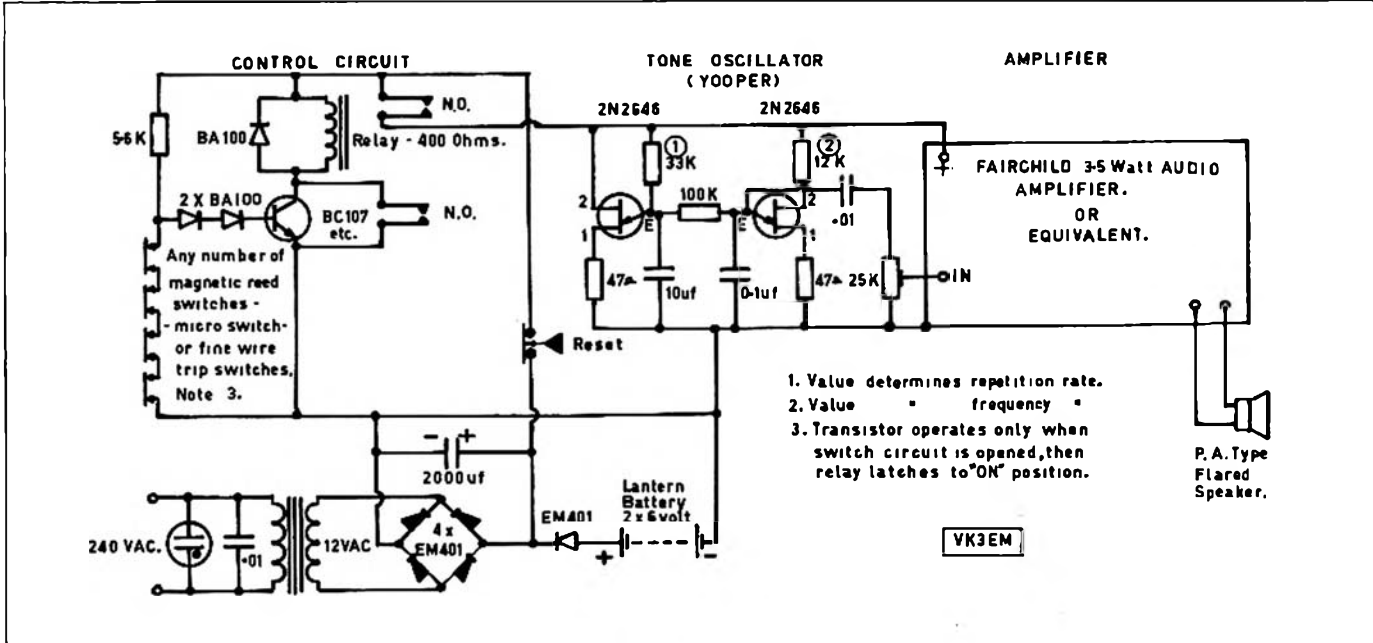 CONTROL CIRCUIT
TONE OSCILLATOR
(YOOPER)
AMPLIFIER
2N2646
2N2646
N.O.
5·6K
BA100
Relay - 400 Ohms.
1
33K
2
12K
FAIRCHILD 3·5 Watt AUDIO
AMPLIFIER.
OR
EQUIVALENT.
2 X BA100
BC107
etc.
N.O.
2
1
E
100K
E
2
1
·01
Any number of
magnetic reed
switches -
- micro switch-
or fine wire
trip switches.
Note 3.
47Ω
10uf
0·1uf
47Ω
25K
IN
Reset
1. Value determines repetition rate.
2. Value " frequency "
3. Transistor operates only when
switch circuit is opened, then
relay latches to "ON" position.
P.A. Type
Flared
Speaker.
- +
2000uf
240 VAC.
·01
12VAC
4 x
EM401
EM401
Lantern
Battery
2 x 6 volt
+ -
VK3EM